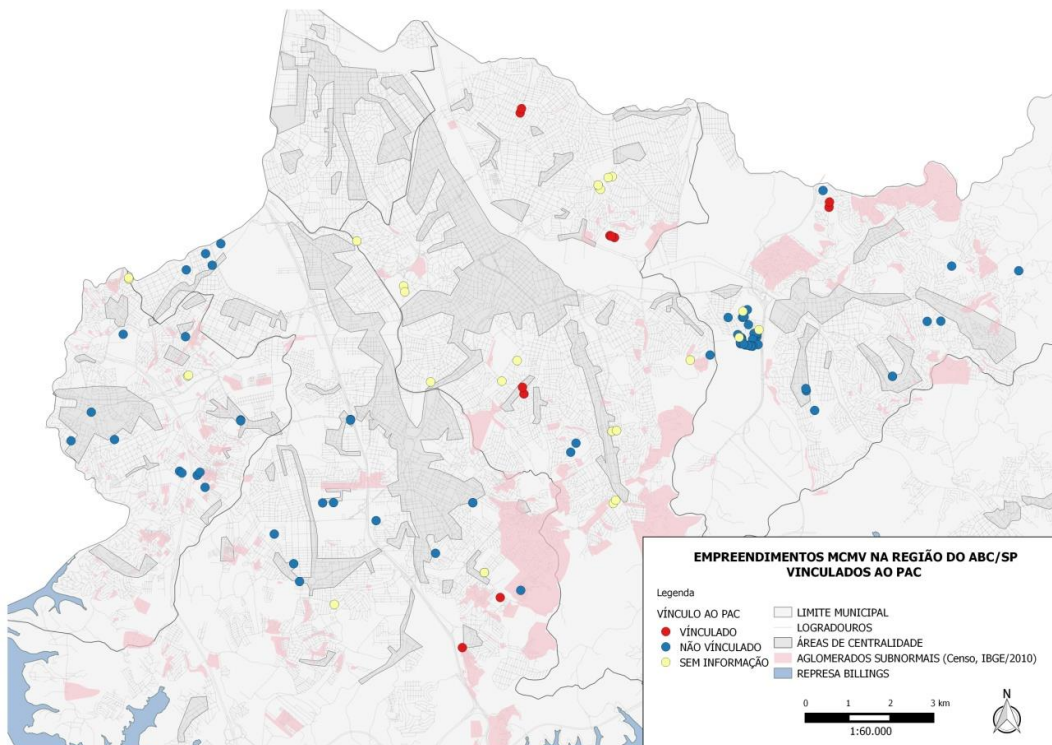 EMPREENDIMENTOS MCMV NA REGIÃO DO ABC/SP
VINCULADOS AO PAC
Legenda
VÍNCULO AO PAC
VÍNCULADO
NÃO VÍNCULADO
SEM INFORMAÇÃO
LIMITE MUNICIPAL
LOGRADOUROS
ÁREAS DE CENTRALIDADE
AGLOMERADOS SUBNORMAIS (Censo, IBGE/2010)
REPRESA BILLINGS
0 1 2 3 km
1:60.000
N